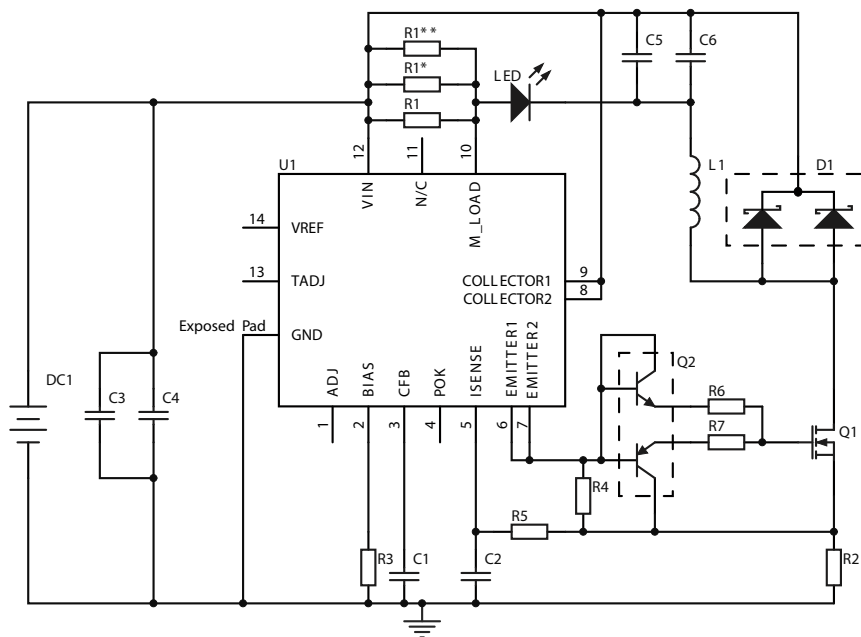 R1**
R1*
R1
LED
C5
C6
L1
D1
12
11
10
U1
VIN
N/C
M_LOAD
14
VREF
13
TADJ
Exposed Pad
GND
COLLECTOR1
9
COLLECTOR2
8
ADJ
BIAS
CFB
POK
ISENSE
EMITTER1
EMITTER2
1
2
3
4
5
6
7
Q2
R6
R7
Q1
DC1
C3
C4
R4
R5
R3
C1
C2
R2